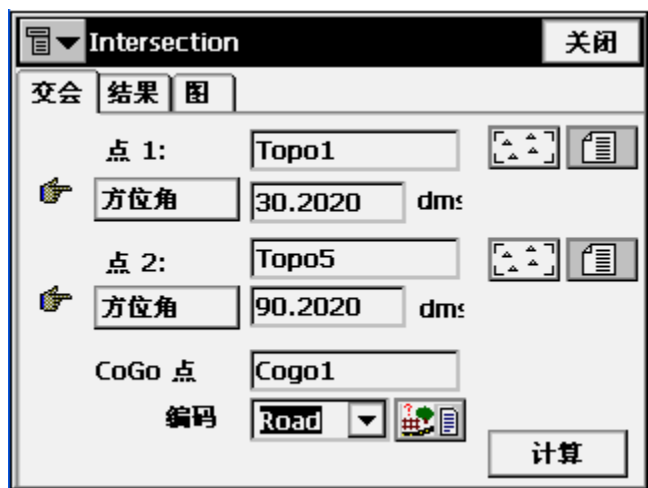 Intersection 关闭
交会 结果 图
点 1: Topo1
方位角 30.2020 dms
点 2: Topo5
方位角 90.2020 dms
CoGo 点 Cogo1
编码 Road
计算